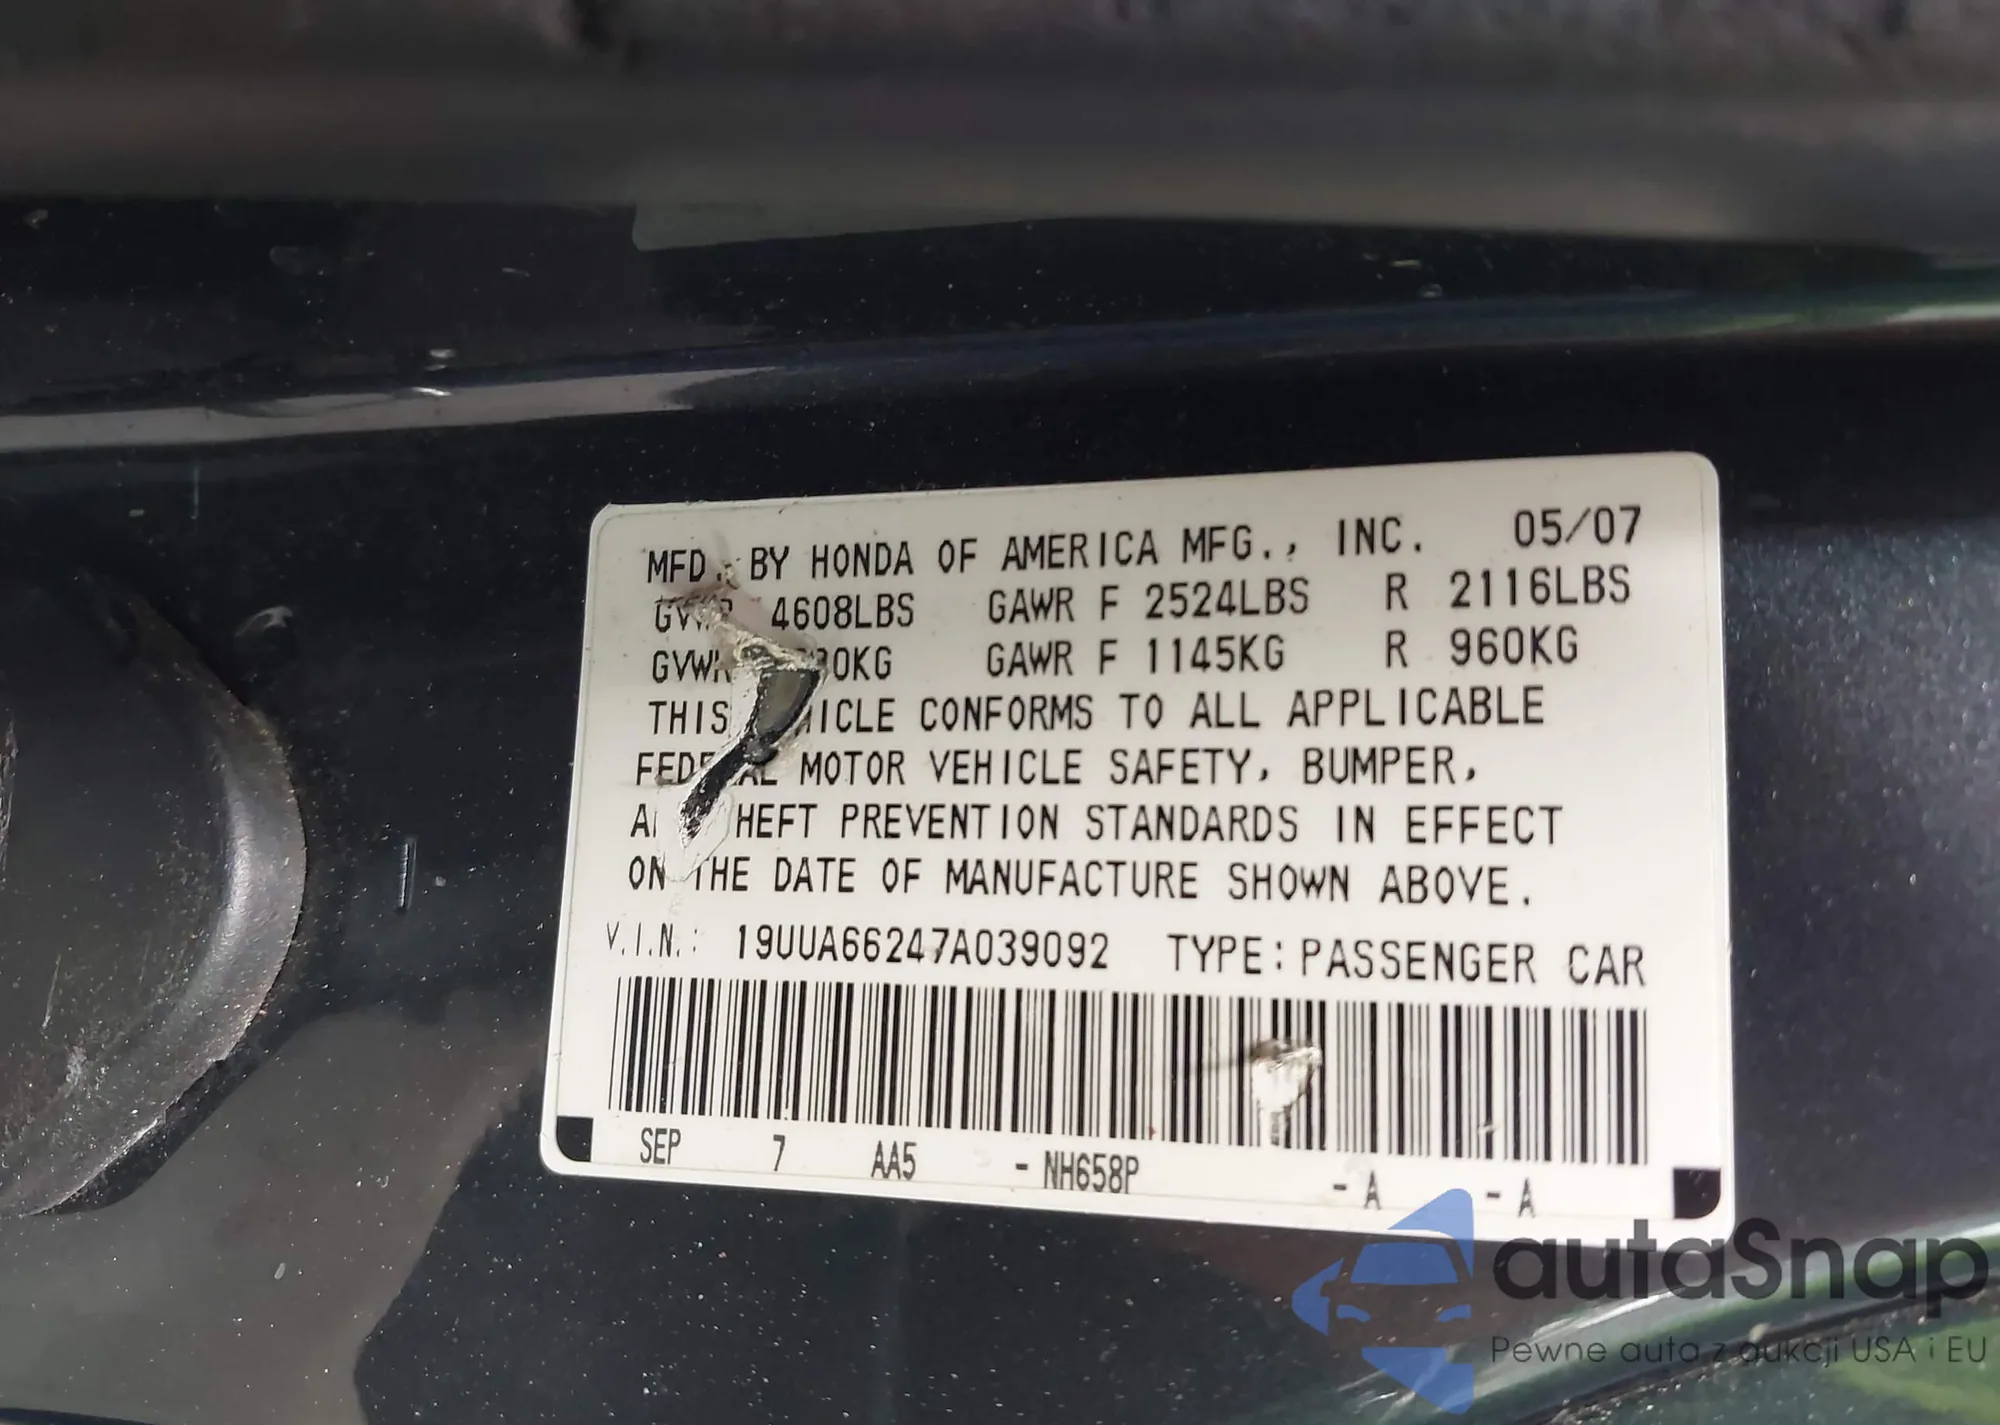 MFD. BY HONDA OF AMERICA MFG., INC. 05/07
4608LBS GAWR F 2524LBS R 2116LBS
GAWR F 1145KG R 960KG
CONFORMS TO ALL APPLICABLE
MOTOR VEHICLE SAFETY, BUMPER,
PREVENTION STANDARDS IN EFFECT
ON THE DATE OF MANUFACTURE SHOWN ABOVE.
V.I.N.: 19UUA66247A039092 TYPE: PASSENGER CAR
SEP 7 AA5 - NH658P - A - A
autaSnap
Pewne auta z aukcji USA i EU